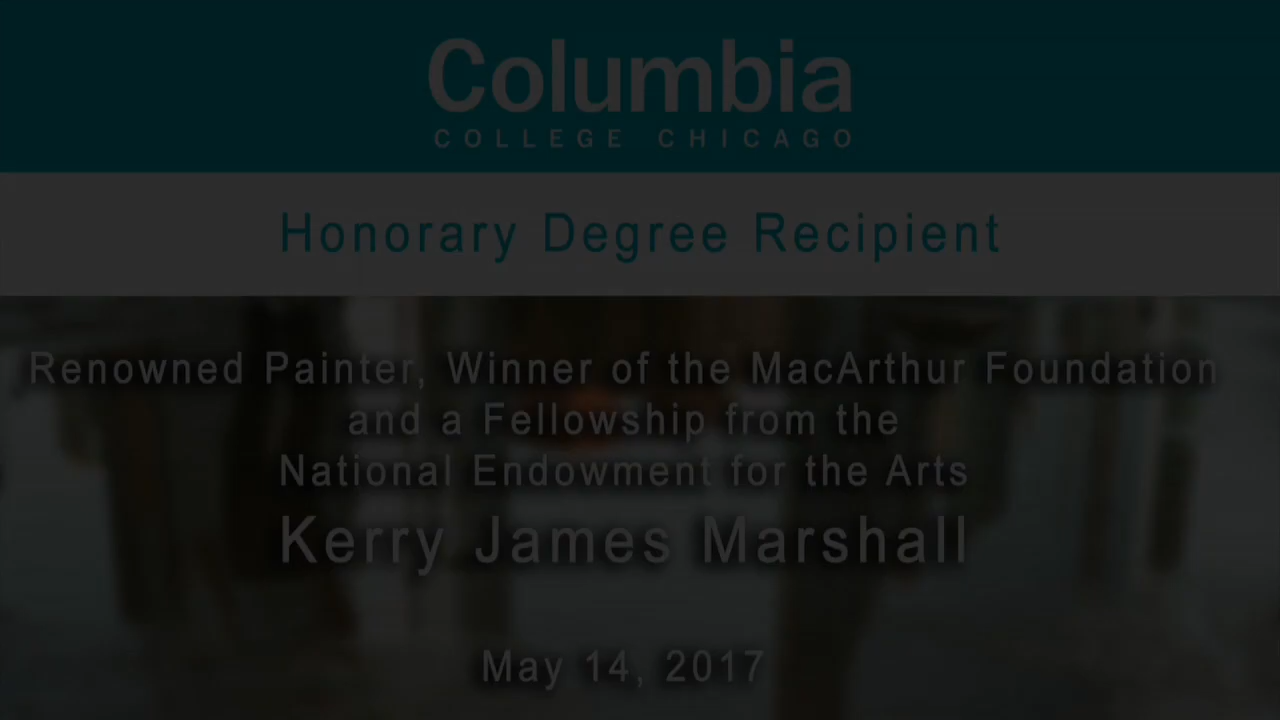 Columbia
COLLEGE CHICAGO
Honorary Degree Recipient
Renowned Painter, Winner of the MacArthur Foundation
and a Fellowship from the
National Endowment for the Arts
Kerry James Marshall
May 14, 2017